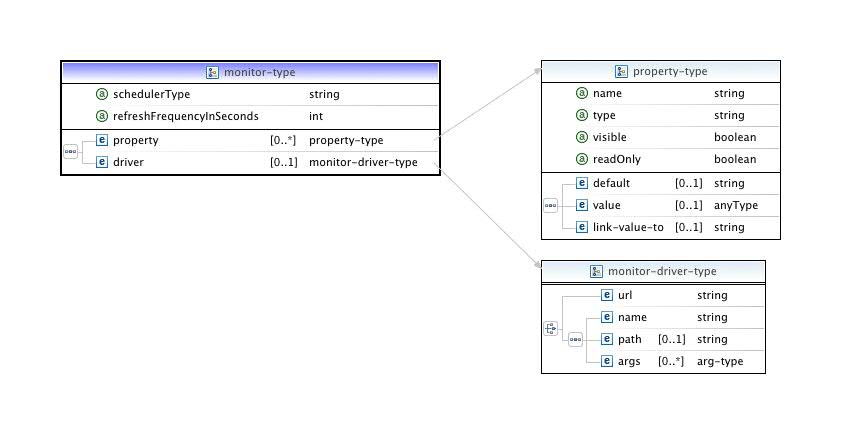 monitor-type
schedulerType string
refreshFrequencyInSeconds int
property [0..*] property-type
driver [0..1] monitor-driver-type
property-type
name string
type string
visible boolean
readOnly boolean
default [0..1] string
value [0..1] anyType
link-value-to [0..1] string
monitor-driver-type
url string
name string
path [0..1] string
args [0..*] arg-type